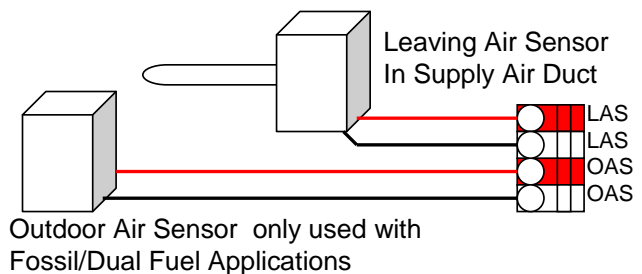 Leaving Air Sensor
In Supply Air Duct
LAS
LAS
OAS
OAS
Outdoor Air Sensor only used with
Fossil/Dual Fuel Applications